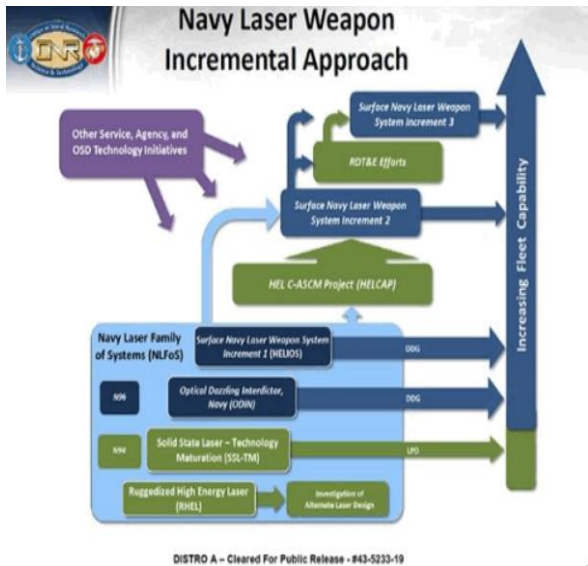 Navy Laser Weapon
Incremental Approach
ONR
Science & Technology
Other Service, Agency, and
OSD Technology Initiatives
Surface Navy Laser Weapon
System Increment 3
RDT&E Efforts
Surface Navy Laser Weapon
System Increment 2
HEL C-ASCM Project (HELCAP)
Increasing Fleet Capability
Navy Laser Family
of Systems (NLFoS)
Surface Navy Laser Weapon System
Increment 1 (HELIOS)
DDG
N96
Optical Dazzling Interdictor,
Navy (ODIN)
DDG
N94
Solid State Laser – Technology
Maturation (SSL-TM)
LPD
Ruggedized High Energy Laser
(RHEL)
Investigation of
Alternate Laser Design
DISTRO A – Cleared For Public Release - #43-5233-19